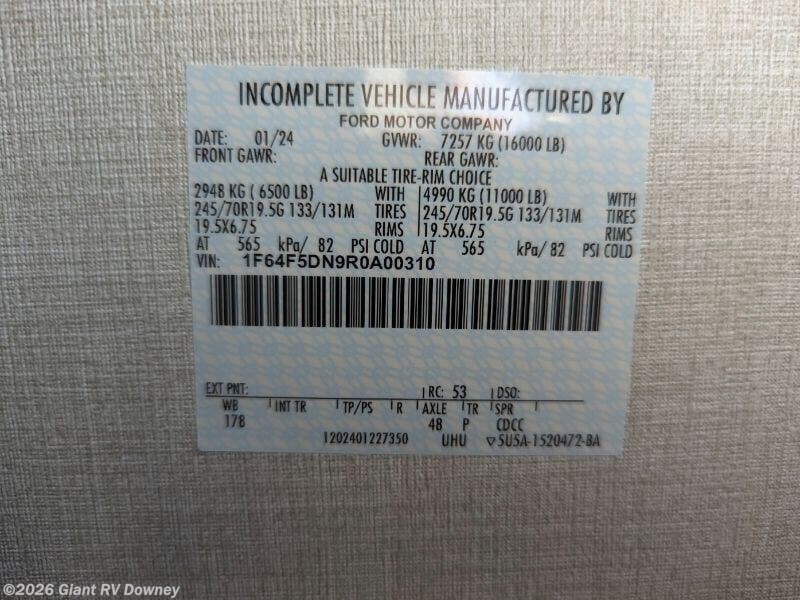 INCOMPLETE VEHICLE MANUFACTURED BY
FORD MOTOR COMPANY
DATE: 01/24 GVWR: 7257 KG (16000 LB)
FRONT GAWR: REAR GAWR:
A SUITABLE TIRE-RIM CHOICE
2948 KG ( 6500 LB) WITH 4990 KG (11000 LB) WITH
245/70R19.5G 133/131M TIRES 245/70R19.5G 133/131M TIRES
19.5X6.75 RIMS 19.5X6.75 RIMS
AT 565 kPa/ 82 PSI COLD AT 565 kPa/ 82 PSI COLD
VIN: 1F64F5DN9R0A00310
EXT PNT: RC: 53 DSO:
WB INT TR TP/PS R AXLE TR SPR
178 48 P CDCC
1202401227350 UHU ▽5U5A-1520472-BA
©2026 Giant RV Downey